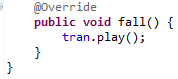 @Override
public void fall() {
tran.play();
}
}